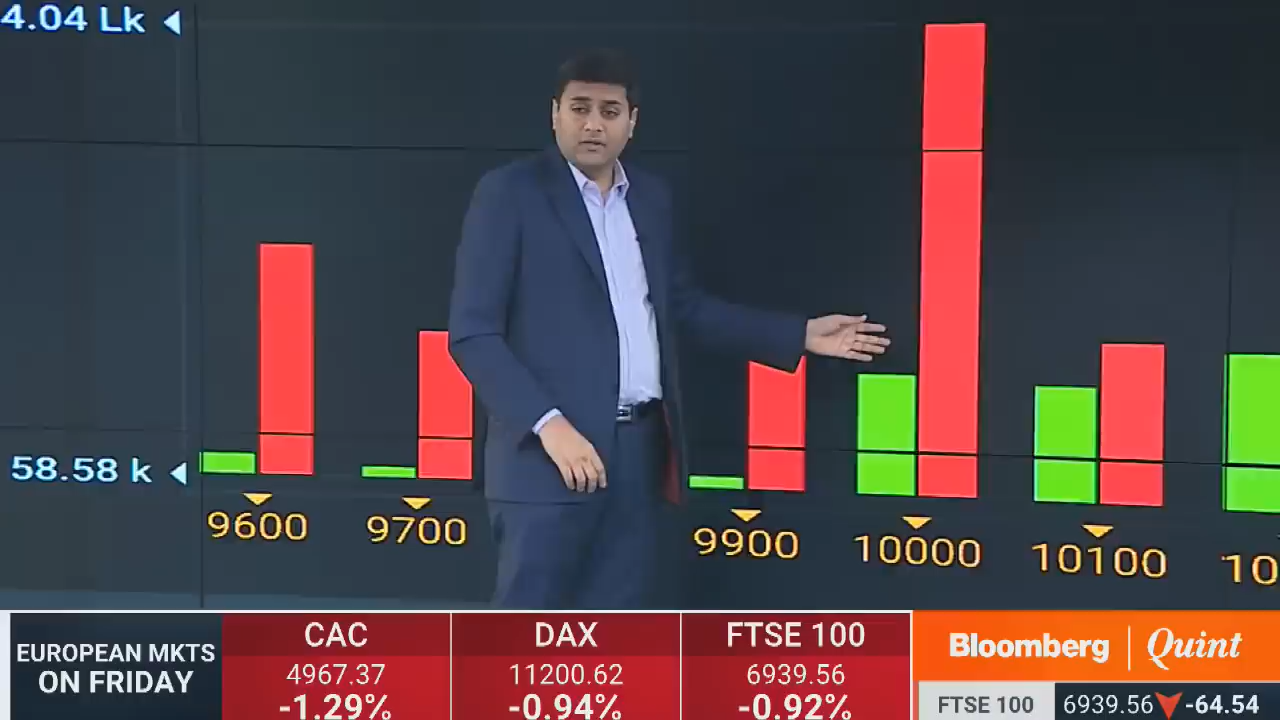 4.04 Lk
58.58 k
9600
9700
9900
10000
10100
10
EUROPEAN MKTS
ON FRIDAY
CAC
4967.37
-1.29%
DAX
11200.62
-0.94%
FTSE 100
6939.56
-0.92%
Bloomberg | Quint
FTSE 100 6939.56 -64.54